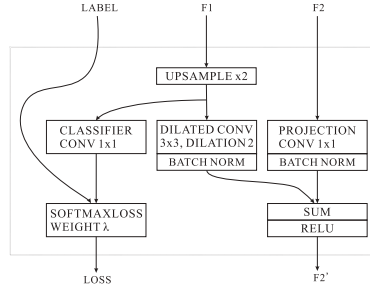 LABEL
F1
F2
UPSAMPLE x2
CLASSIFIER
CONV 1x1
DILATED CONV
3x3, DILATION 2
BATCH NORM
PROJECTION
CONV 1x1
BATCH NORM
SOFTMAXLOSS
WEIGHT λ
SUM
RELU
LOSS
F2'